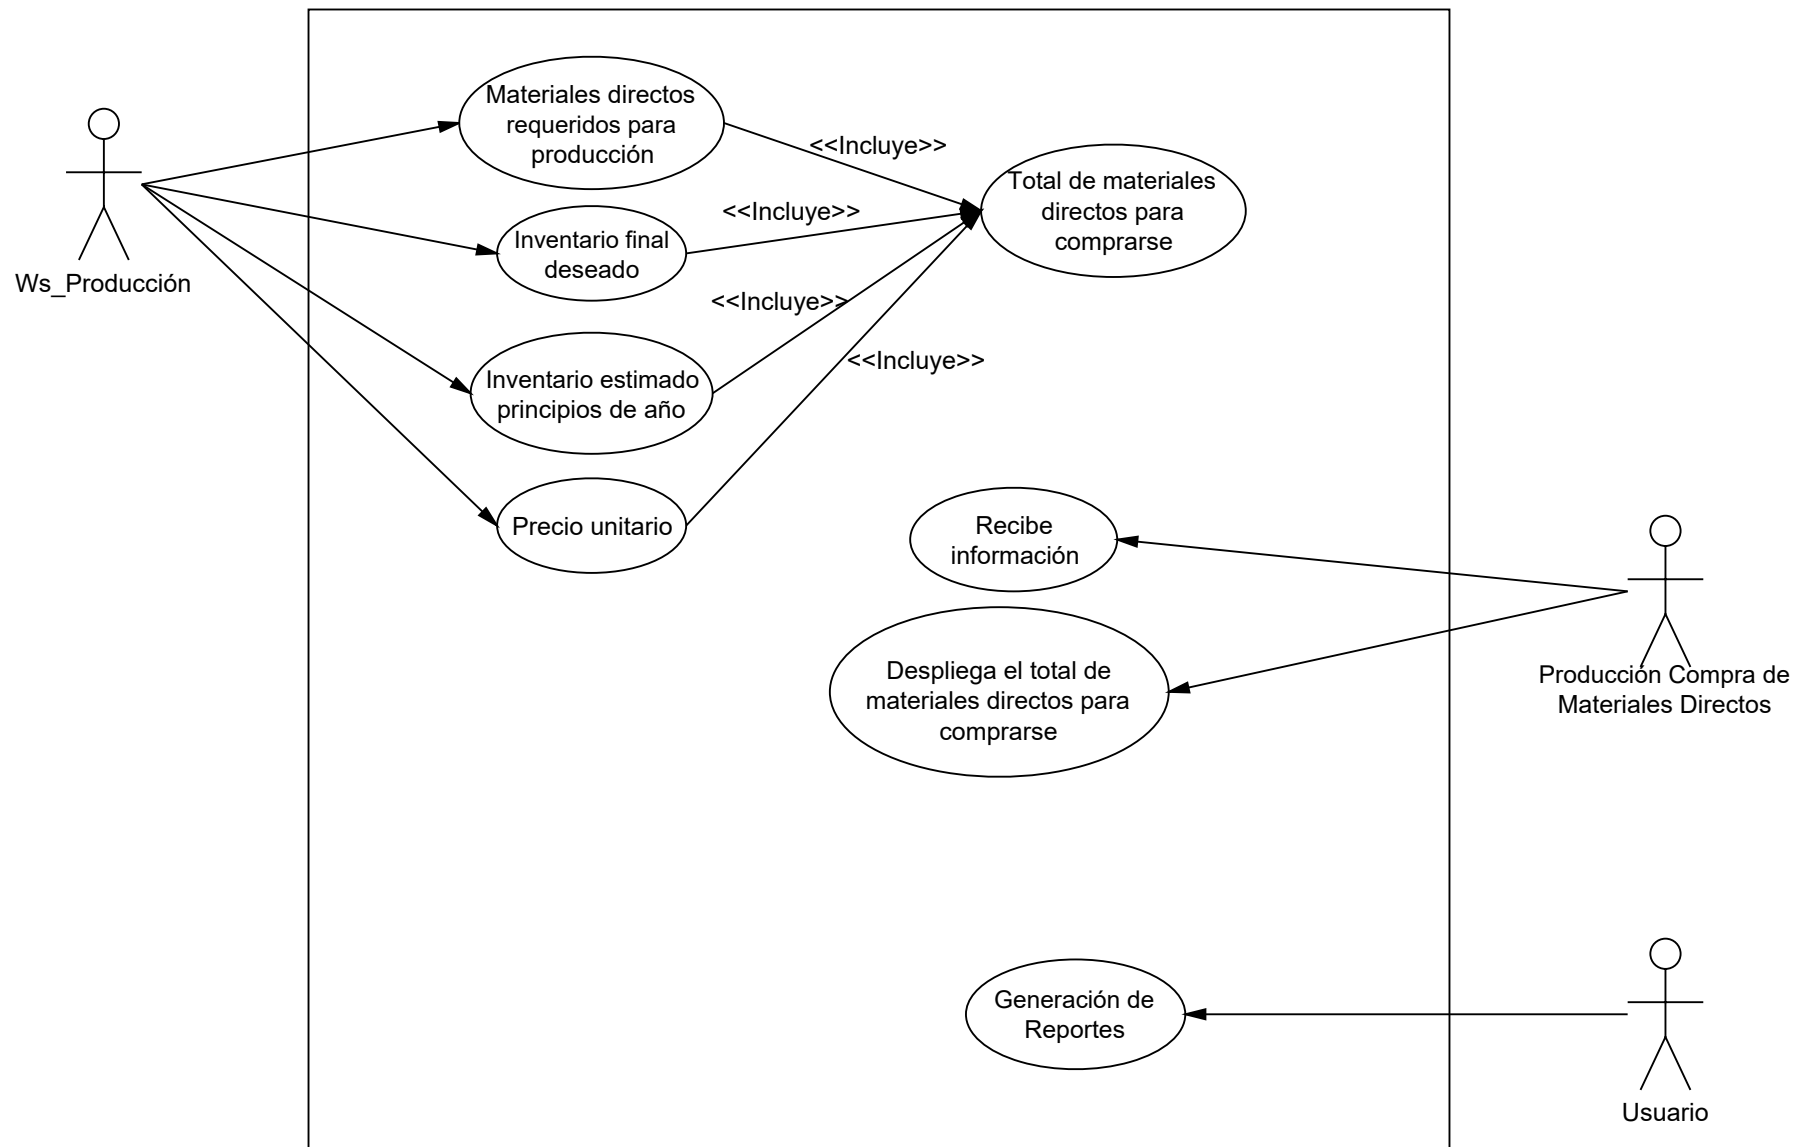 Materiales directos
requeridos para
producción
<<Incluye>>
Total de materiales
directos para
comprarse
<<Incluye>>
Inventario final
deseado
Ws_Producción
<<Incluye>>
<<Incluye>>
Inventario estimado
principios de año
Precio unitario
Recibe
información
Despliega el total de
materiales directos para
comprarse
Producción Compra de
Materiales Directos
Generación de
Reportes
Usuario